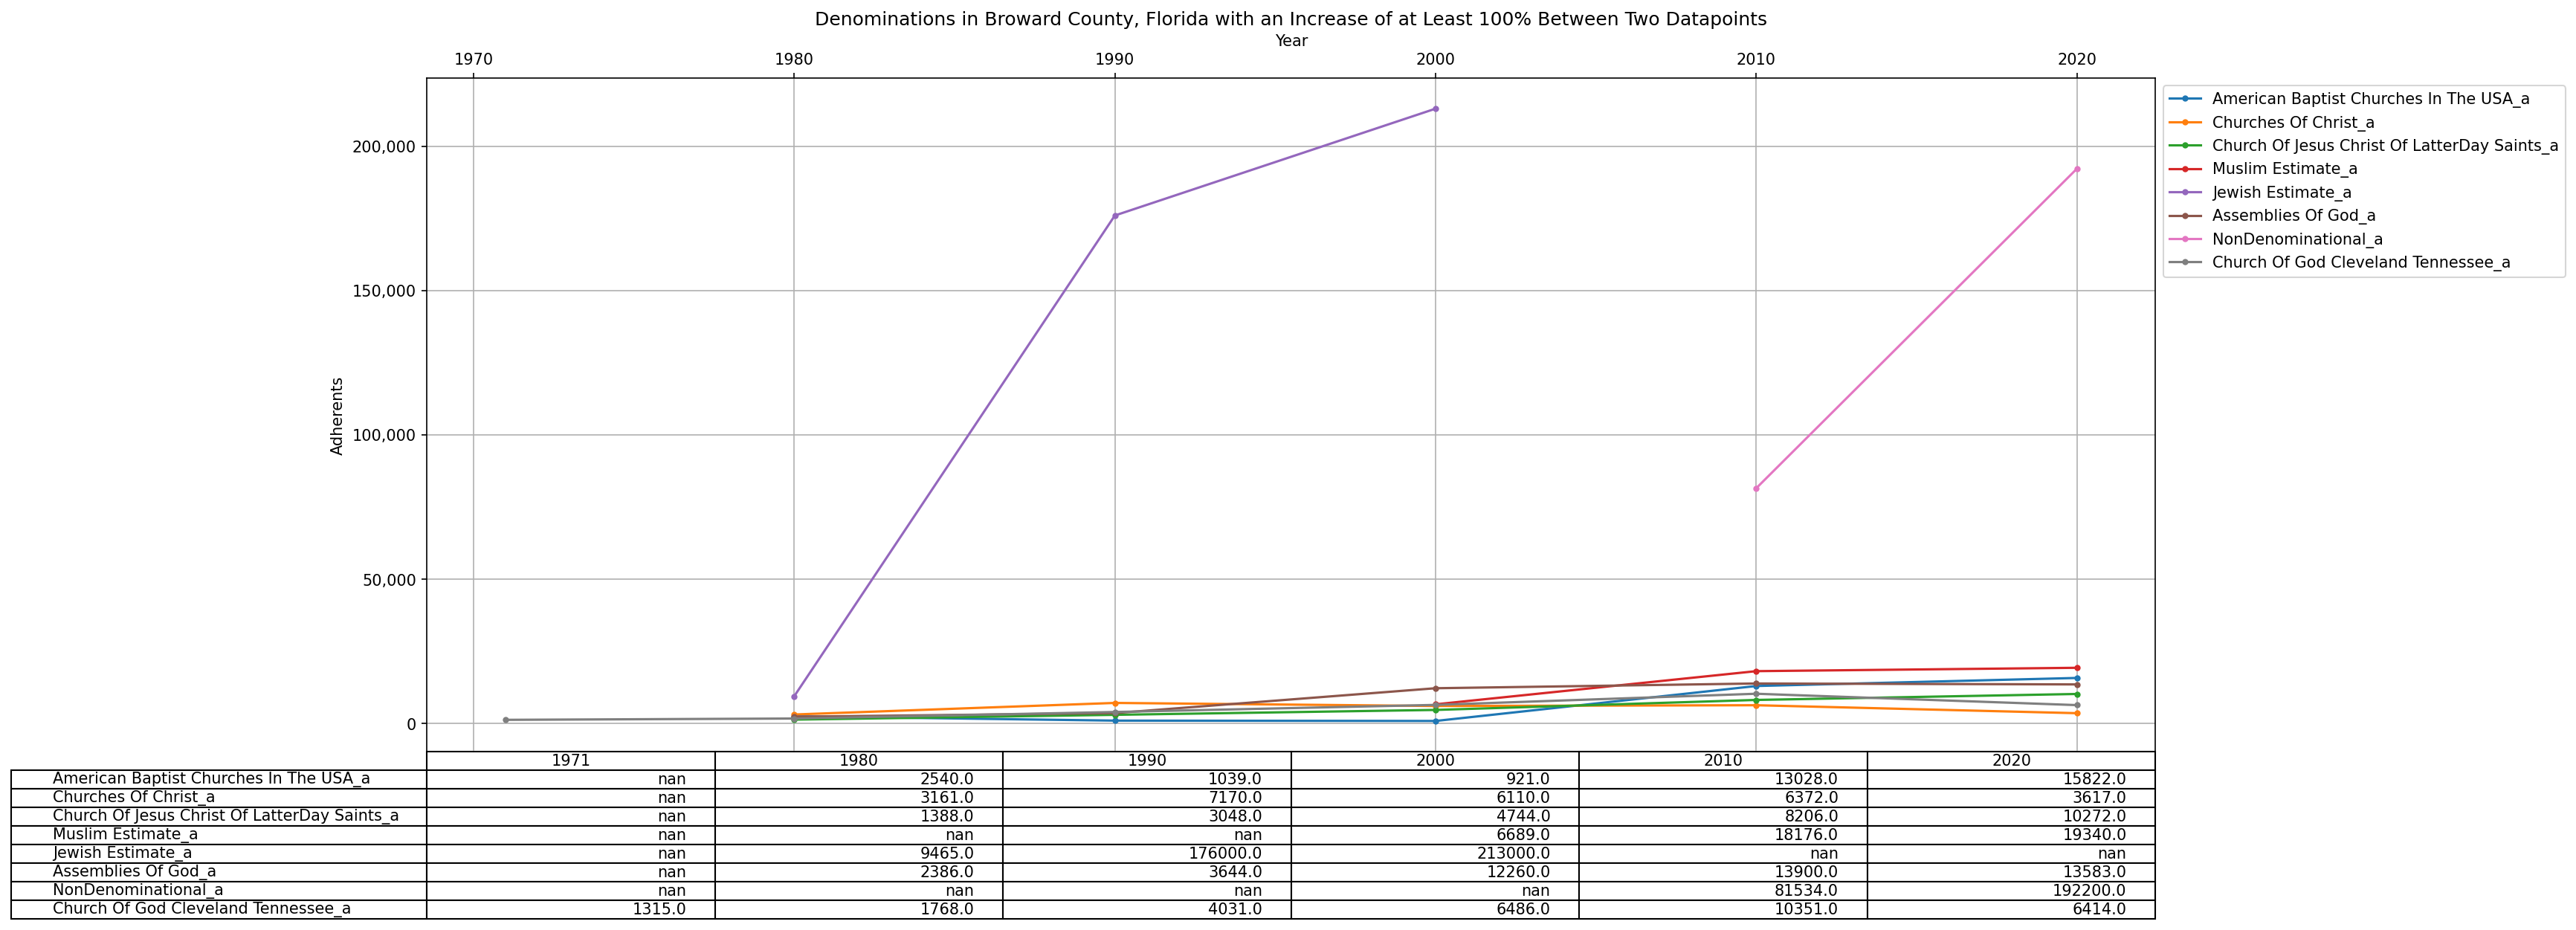 Denominations in Broward County, Florida with an Increase of at Least 100% Between Two Datapoints
Year
1970 1980 1990 2000 2010 2020
200,000
150,000
100,000
50,000
0
Adherents
American Baptist Churches In The USA_a
Churches Of Christ_a
Church Of Jesus Christ Of LatterDay Saints_a
Muslim Estimate_a
Jewish Estimate_a
Assemblies Of God_a
NonDenominational_a
Church Of God Cleveland Tennessee_a
1971 1980 1990 2000 2010 2020
American Baptist Churches In The USA_a nan 2540.0 1039.0 921.0 13028.0 15822.0
Churches Of Christ_a nan 3161.0 7170.0 6110.0 6372.0 3617.0
Church Of Jesus Christ Of LatterDay Saints_a nan 1388.0 3048.0 4744.0 8206.0 10272.0
Muslim Estimate_a nan nan nan 6689.0 18176.0 19340.0
Jewish Estimate_a nan 9465.0 176000.0 213000.0 nan nan
Assemblies Of God_a nan 2386.0 3644.0 12260.0 13900.0 13583.0
NonDenominational_a nan nan nan nan 81534.0 192200.0
Church Of God Cleveland Tennessee_a 1315.0 1768.0 4031.0 6486.0 10351.0 6414.0